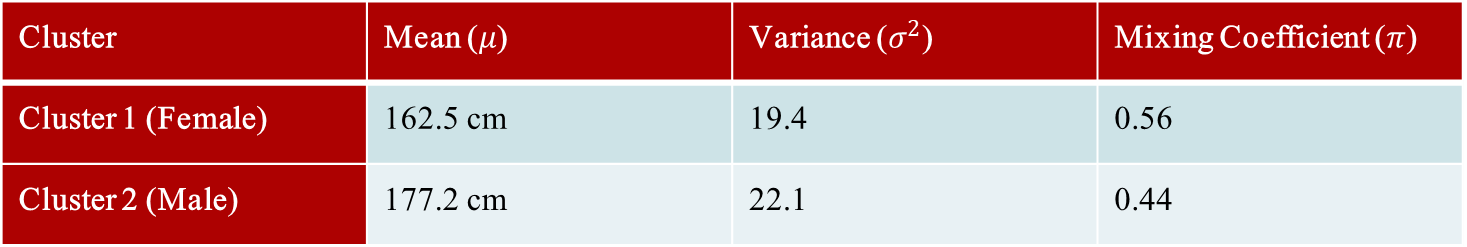 Cluster Mean (μ) Variance (σ²) Mixing Coefficient (π)
Cluster 1 (Female) 162.5 cm 19.4 0.56
Cluster 2 (Male) 177.2 cm 22.1 0.44